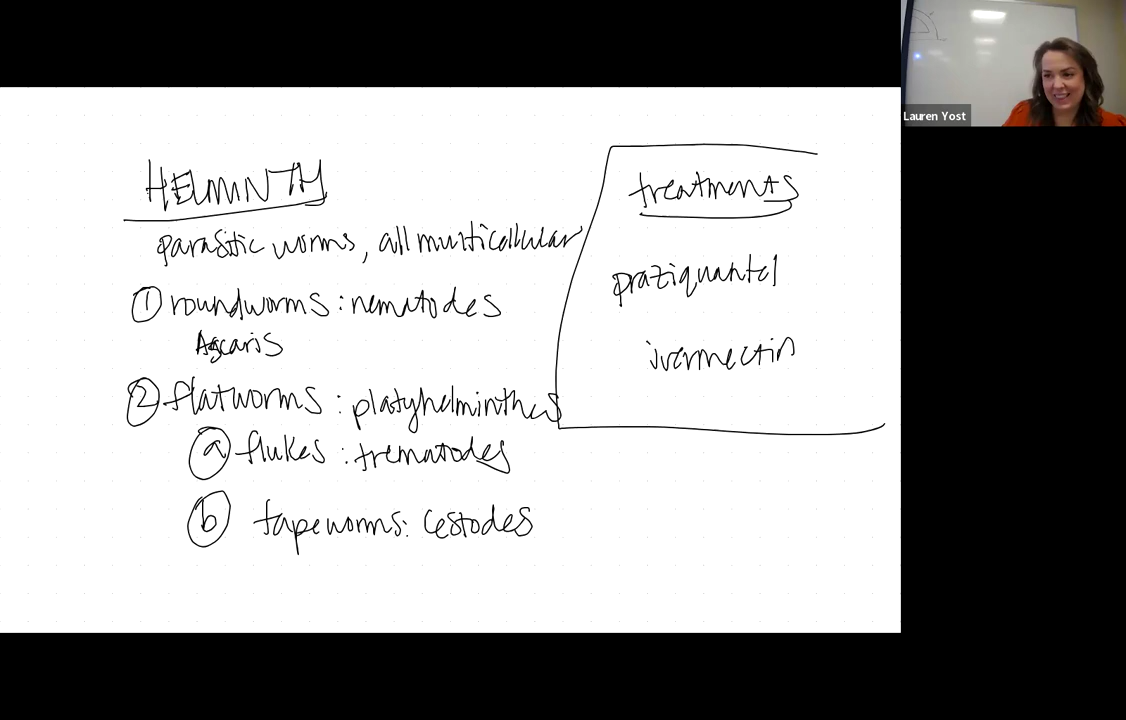 HELMINTH
parasitic worms, all multicellular
① roundworms: nematodes
Ascaris
② flatworms: platyhelminthes
ⓐ flukes: trematodes
ⓑ tapeworms: cestodes
treatments
praziquantel
ivermectin
Lauren Yost